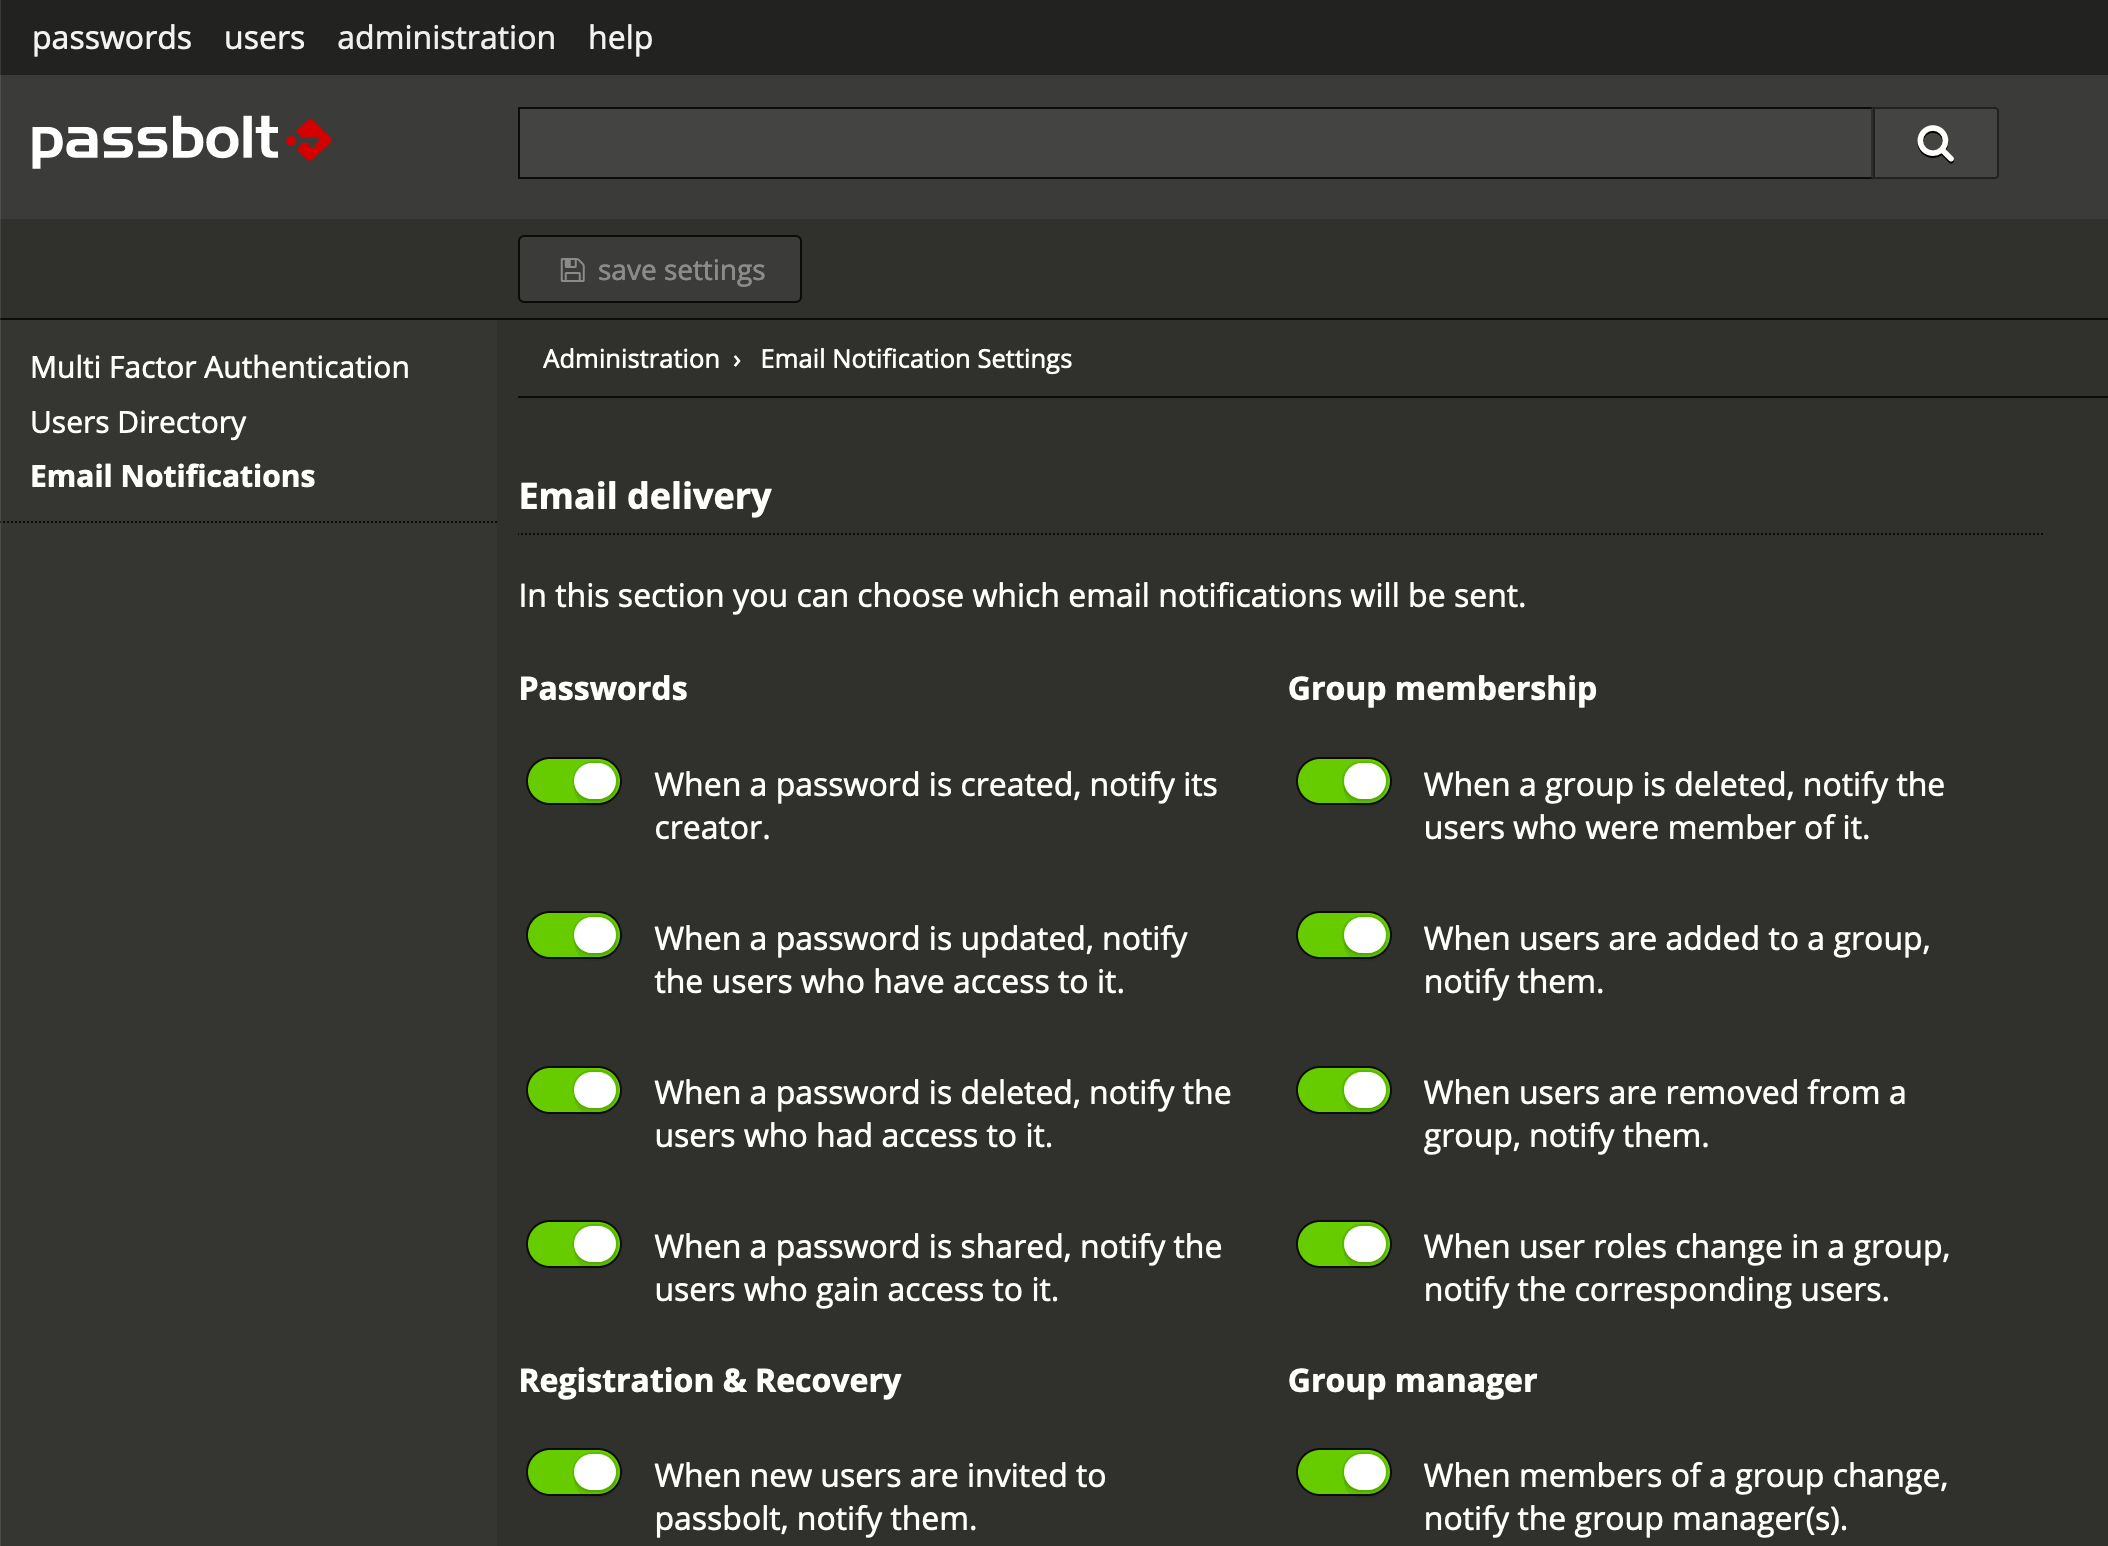 passwords users administration help
passbolt
save settings
Multi Factor Authentication
Users Directory
Email Notifications
Administration › Email Notification Settings
Email delivery
In this section you can choose which email notifications will be sent.
Passwords
When a password is created, notify its
creator.
When a password is updated, notify
the users who have access to it.
When a password is deleted, notify the
users who had access to it.
When a password is shared, notify the
users who gain access to it.
Registration & Recovery
When new users are invited to
passbolt, notify them.
Group membership
When a group is deleted, notify the
users who were member of it.
When users are added to a group,
notify them.
When users are removed from a
group, notify them.
When user roles change in a group,
notify the corresponding users.
Group manager
When members of a group change,
notify the group manager(s).